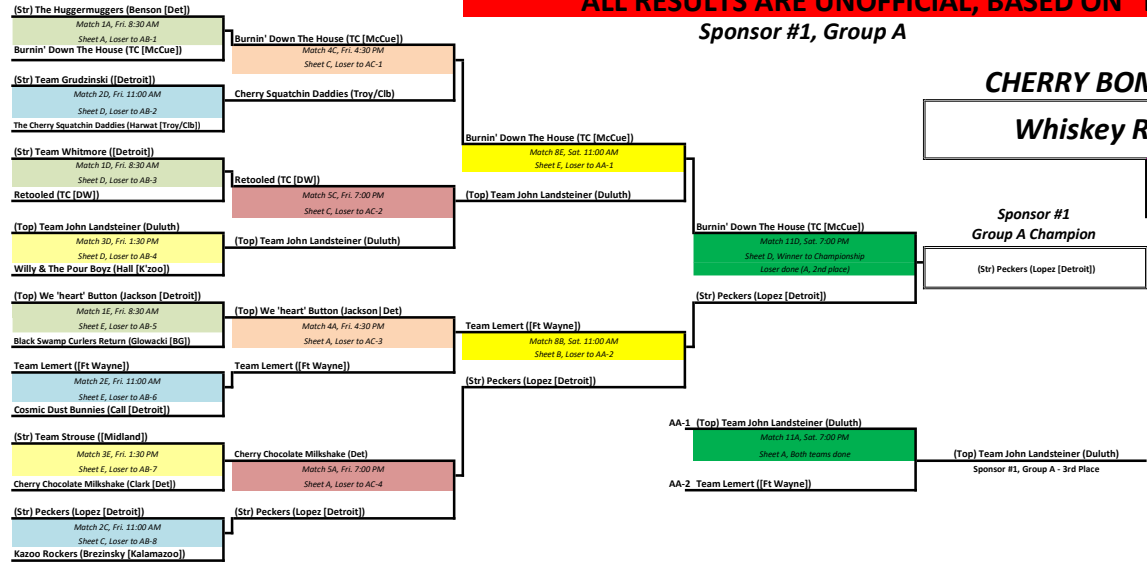 ALL RESULTS ARE UNOFFICIAL, BASED ON
Sponsor #1, Group A
CHERRY BOM
Whiskey R
(Str) The Huggermuggers (Benson [Det])
Match 1A, Fri. 8:30 AM
Sheet A, Loser to AB-1
Burnin' Down The House (TC [McCue])
(Str) Team Grudzinski ([Detroit])
Match 2D, Fri. 11:00 AM
Sheet D, Loser to AB-2
The Cherry Squatchin Daddies (Harwat [Troy/Clb])
(Str) Team Whitmore ([Detroit])
Match 1D, Fri. 8:30 AM
Sheet D, Loser to AB-3
Retooled (TC [DW])
(Top) Team John Landsteiner (Duluth)
Match 3D, Fri. 1:30 PM
Sheet D, Loser to AB-4
Willy & The Pour Boyz (Hall [K'zoo])
(Top) We 'heart' Button (Jackson [Detroit])
Match 1E, Fri. 8:30 AM
Sheet E, Loser to AB-5
Black Swamp Curlers Return (Glowacki [BG])
Team Lemert ([Ft Wayne])
Match 2E, Fri. 11:00 AM
Sheet E, Loser to AB-6
Cosmic Dust Bunnies (Call [Detroit])
(Str) Team Strouse ([Midland])
Match 3E, Fri. 1:30 PM
Sheet E, Loser to AB-7
Cherry Chocolate Milkshake (Clark [Det])
(Str) Peckers (Lopez [Detroit])
Match 2C, Fri. 11:00 AM
Sheet C, Loser to AB-8
Kazoo Rockers (Brezinsky [Kalamazoo])
Burnin' Down The House (TC [McCue])
Match 4C, Fri. 4:30 PM
Sheet C, Loser to AC-1
Cherry Squatchin Daddies (Troy/Clb)
Retooled (TC [DW])
Match 5C, Fri. 7:00 PM
Sheet C, Loser to AC-2
(Top) Team John Landsteiner (Duluth)
(Top) We 'heart' Button (Jackson|Det)
Match 4A, Fri. 4:30 PM
Sheet A, Loser to AC-3
Team Lemert ([Ft Wayne])
Cherry Chocolate Milkshake (Det)
Match 5A, Fri. 7:00 PM
Sheet A, Loser to AC-4
(Str) Peckers (Lopez [Detroit])
Burnin' Down The House (TC [McCue])
Match 8E, Sat. 11:00 AM
Sheet E, Loser to AA-1
(Top) Team John Landsteiner (Duluth)
Team Lemert ([Ft Wayne])
Match 8B, Sat. 11:00 AM
Sheet B, Loser to AA-2
(Str) Peckers (Lopez [Detroit])
Burnin' Down The House (TC [McCue])
Match 11D, Sat. 7:00 PM
Sheet D, Winner to Championship
Loser done (A, 2nd place)
(Str) Peckers (Lopez [Detroit])
Sponsor #1
Group A Champion
(Str) Peckers (Lopez [Detroit])
AA-1 (Top) Team John Landsteiner (Duluth)
Match 11A, Sat. 7:00 PM
Sheet A, Both teams done
AA-2 Team Lemert ([Ft Wayne])
(Top) Team John Landsteiner (Duluth)
Sponsor #1, Group A - 3rd Place